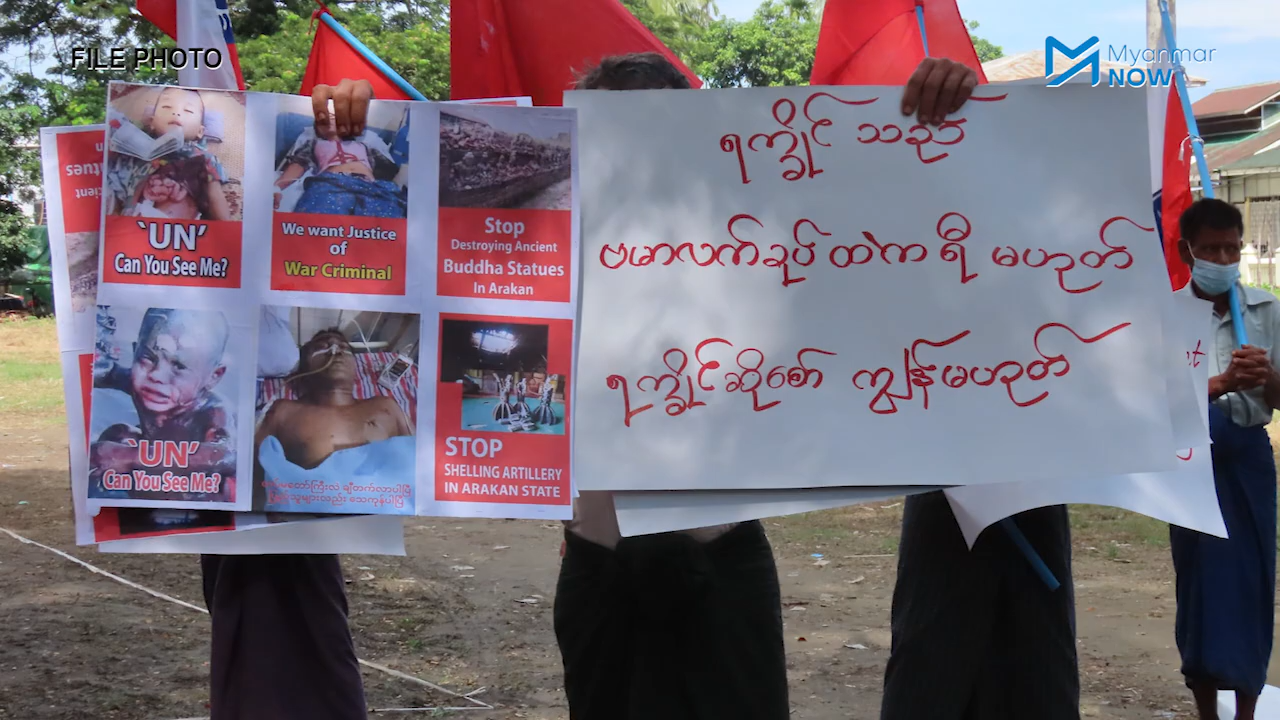 FILE PHOTO
Myanmar
NOW
'UN'
Can You See Me?
We want Justice
of
War Criminal
Stop
Destroying Ancient
Buddha Statues
In Arakan
'UN'
Can You See Me?
STOP
SHELLING ARTILLERY
IN ARAKAN STATE
ရက္ခိုင် သည်
ဗမာလက်ခုပ် ထဲက ရီ မဟုတ်
ရက္ခိုင်ဆိုစော် ကျွန်မဟုတ်